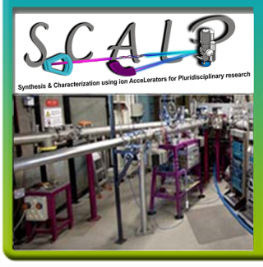 SCALP
Synthesis & Characterization using ion AcceLerators for Pluridisciplinary research